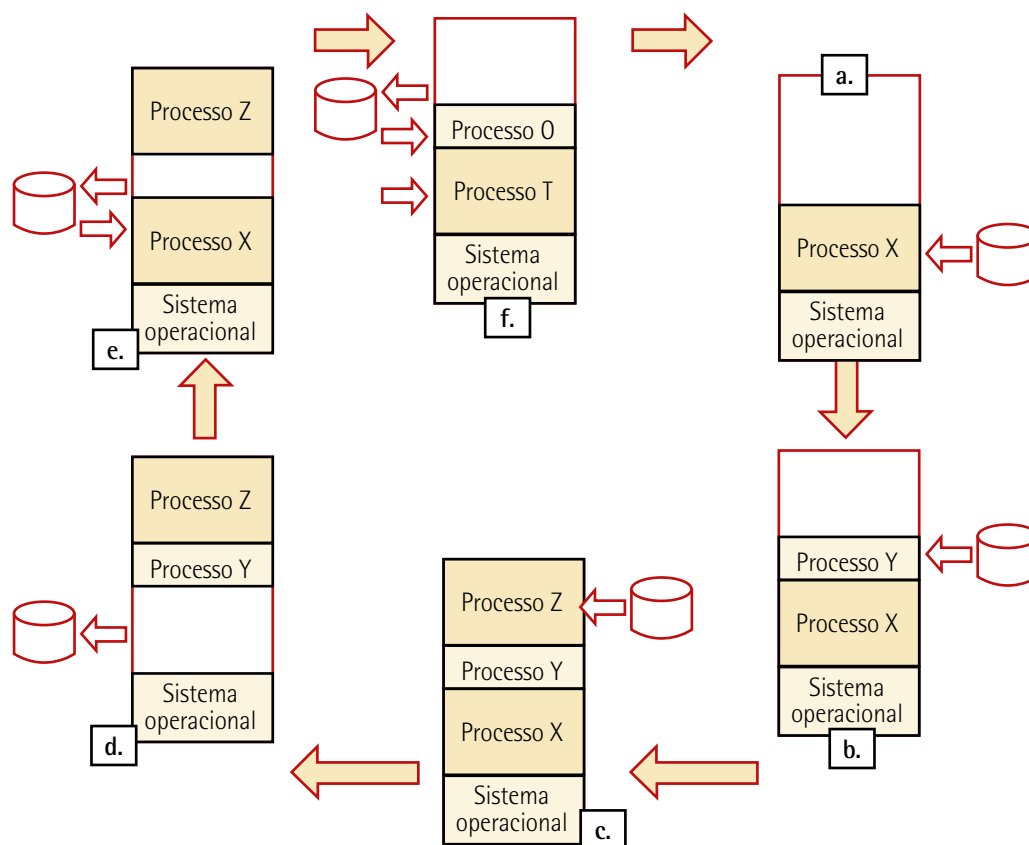 Processo Z
Processo X
Sistema
operacional
e.
Processo O
Processo T
Sistema
operacional
f.
a.
Processo X
Sistema
operacional
Processo Z
Processo Y
Sistema
operacional
d.
Processo Z
Processo Y
Processo X
Sistema
operacional
c.
Processo Y
Processo X
Sistema
operacional
b.